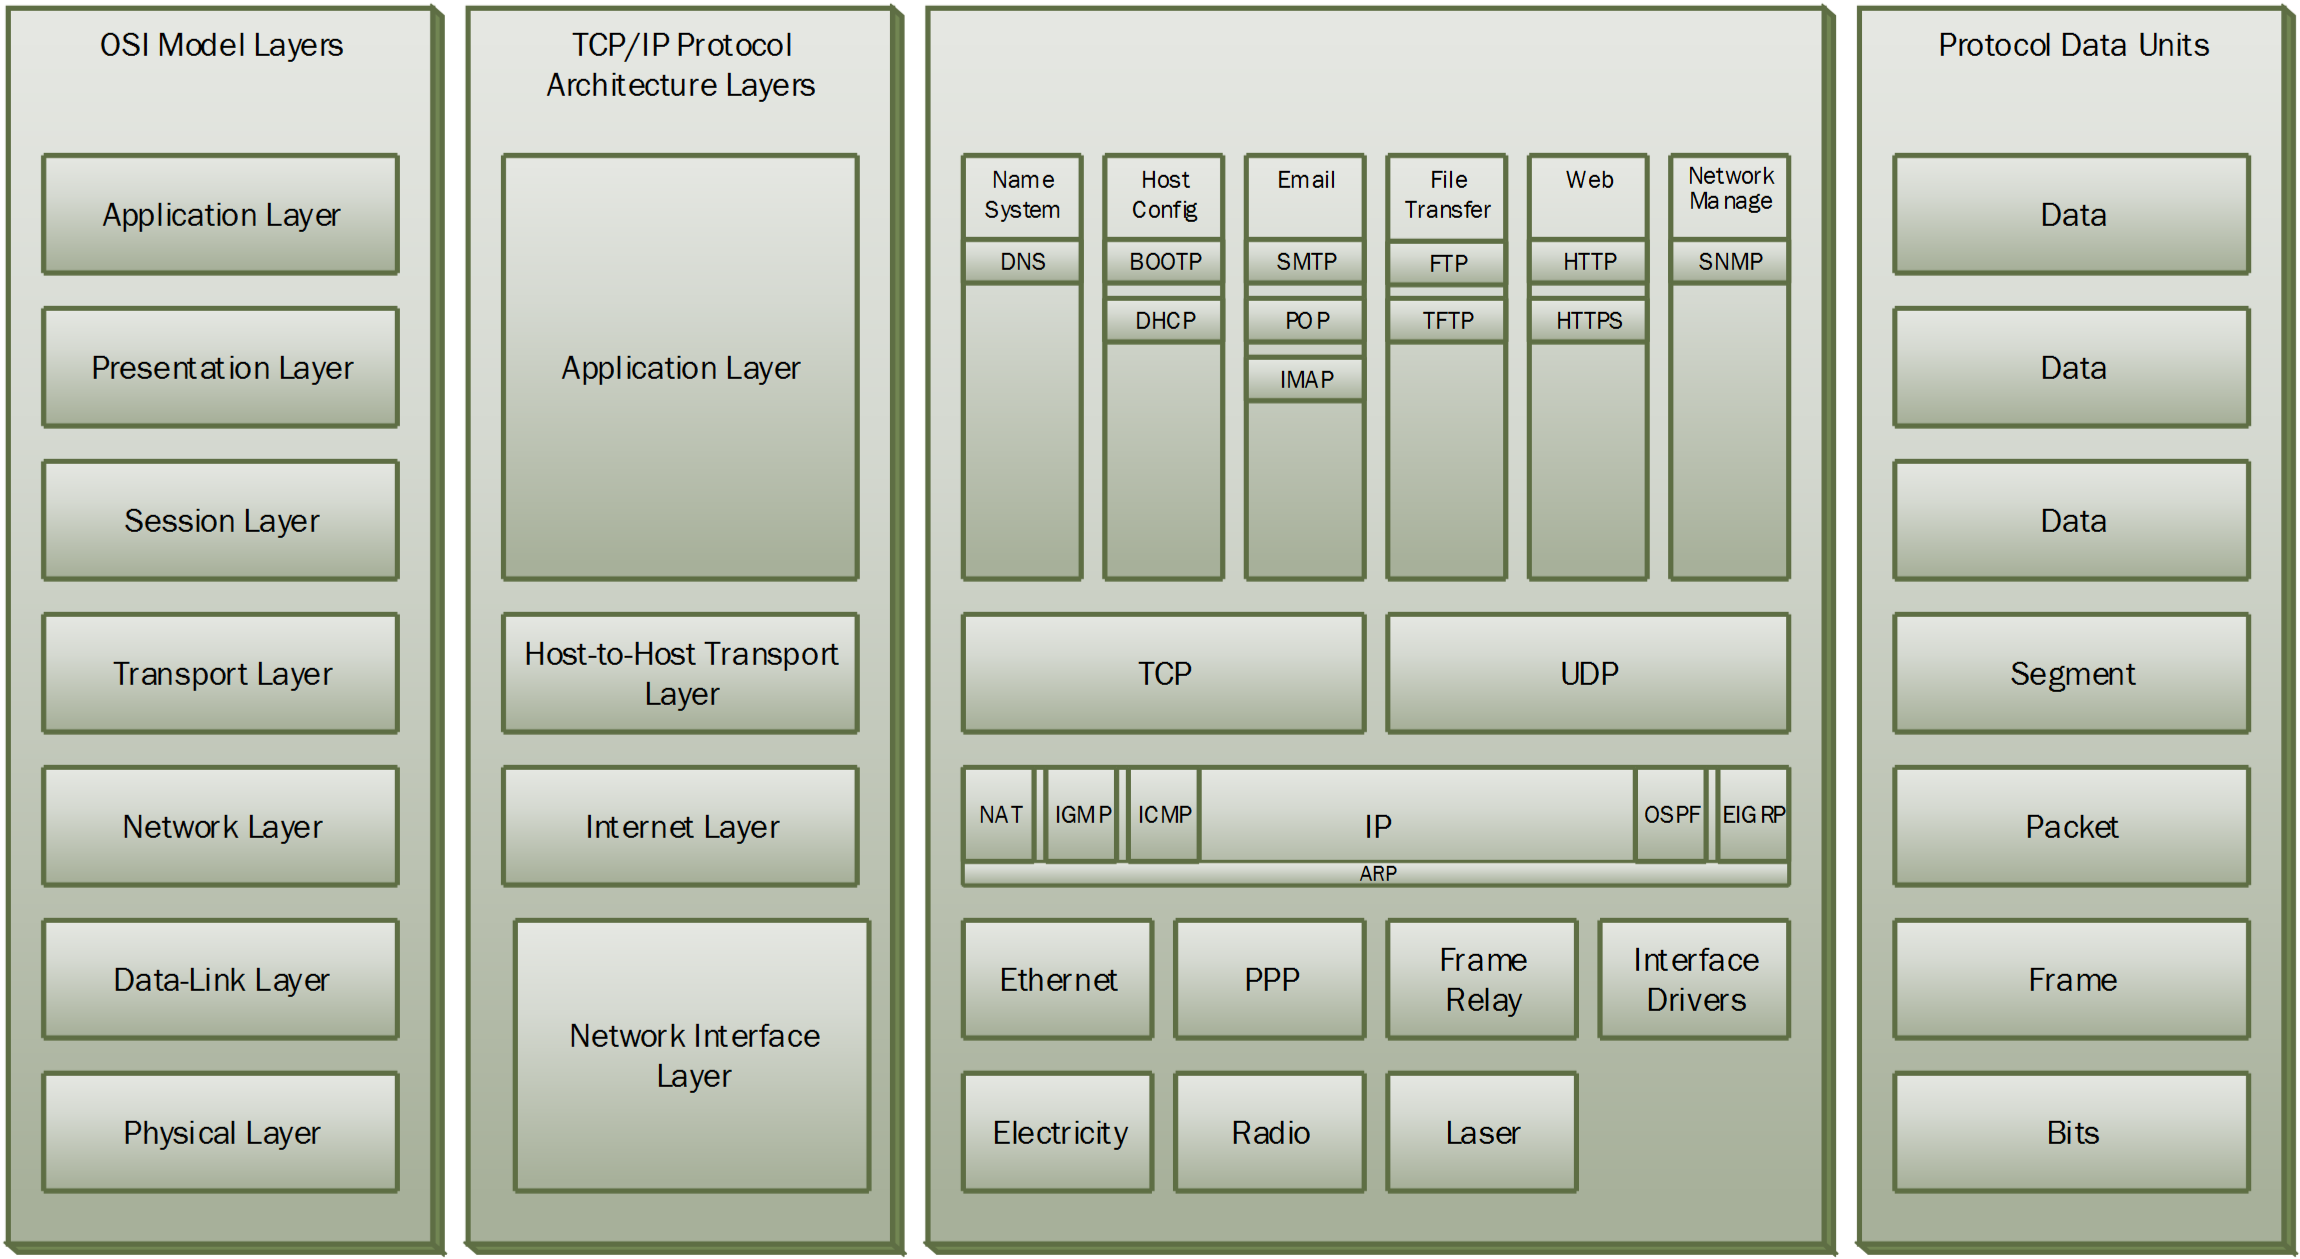 OSI Model Layers
Application Layer
Presentation Layer
Session Layer
Transport Layer
Network Layer
Data-Link Layer
Physical Layer
TCP/IP Protocol
Architecture Layers
Application Layer
Host-to-Host Transport
Layer
Internet Layer
Network Interface
Layer
Name
System
DNS
Host
Config
BOOTP
DHCP
Email
SMTP
POP
IMAP
File
Transfer
FTP
TFTP
Web
HTTP
HTTPS
Network
Manage
SNMP
TCP
UDP
NAT
IGMP
ICMP
IP
OSPF
EIGRP
ARP
Ethernet
PPP
Frame
Relay
Interface
Drivers
Electricity
Radio
Laser
Protocol Data Units
Data
Data
Data
Segment
Packet
Frame
Bits